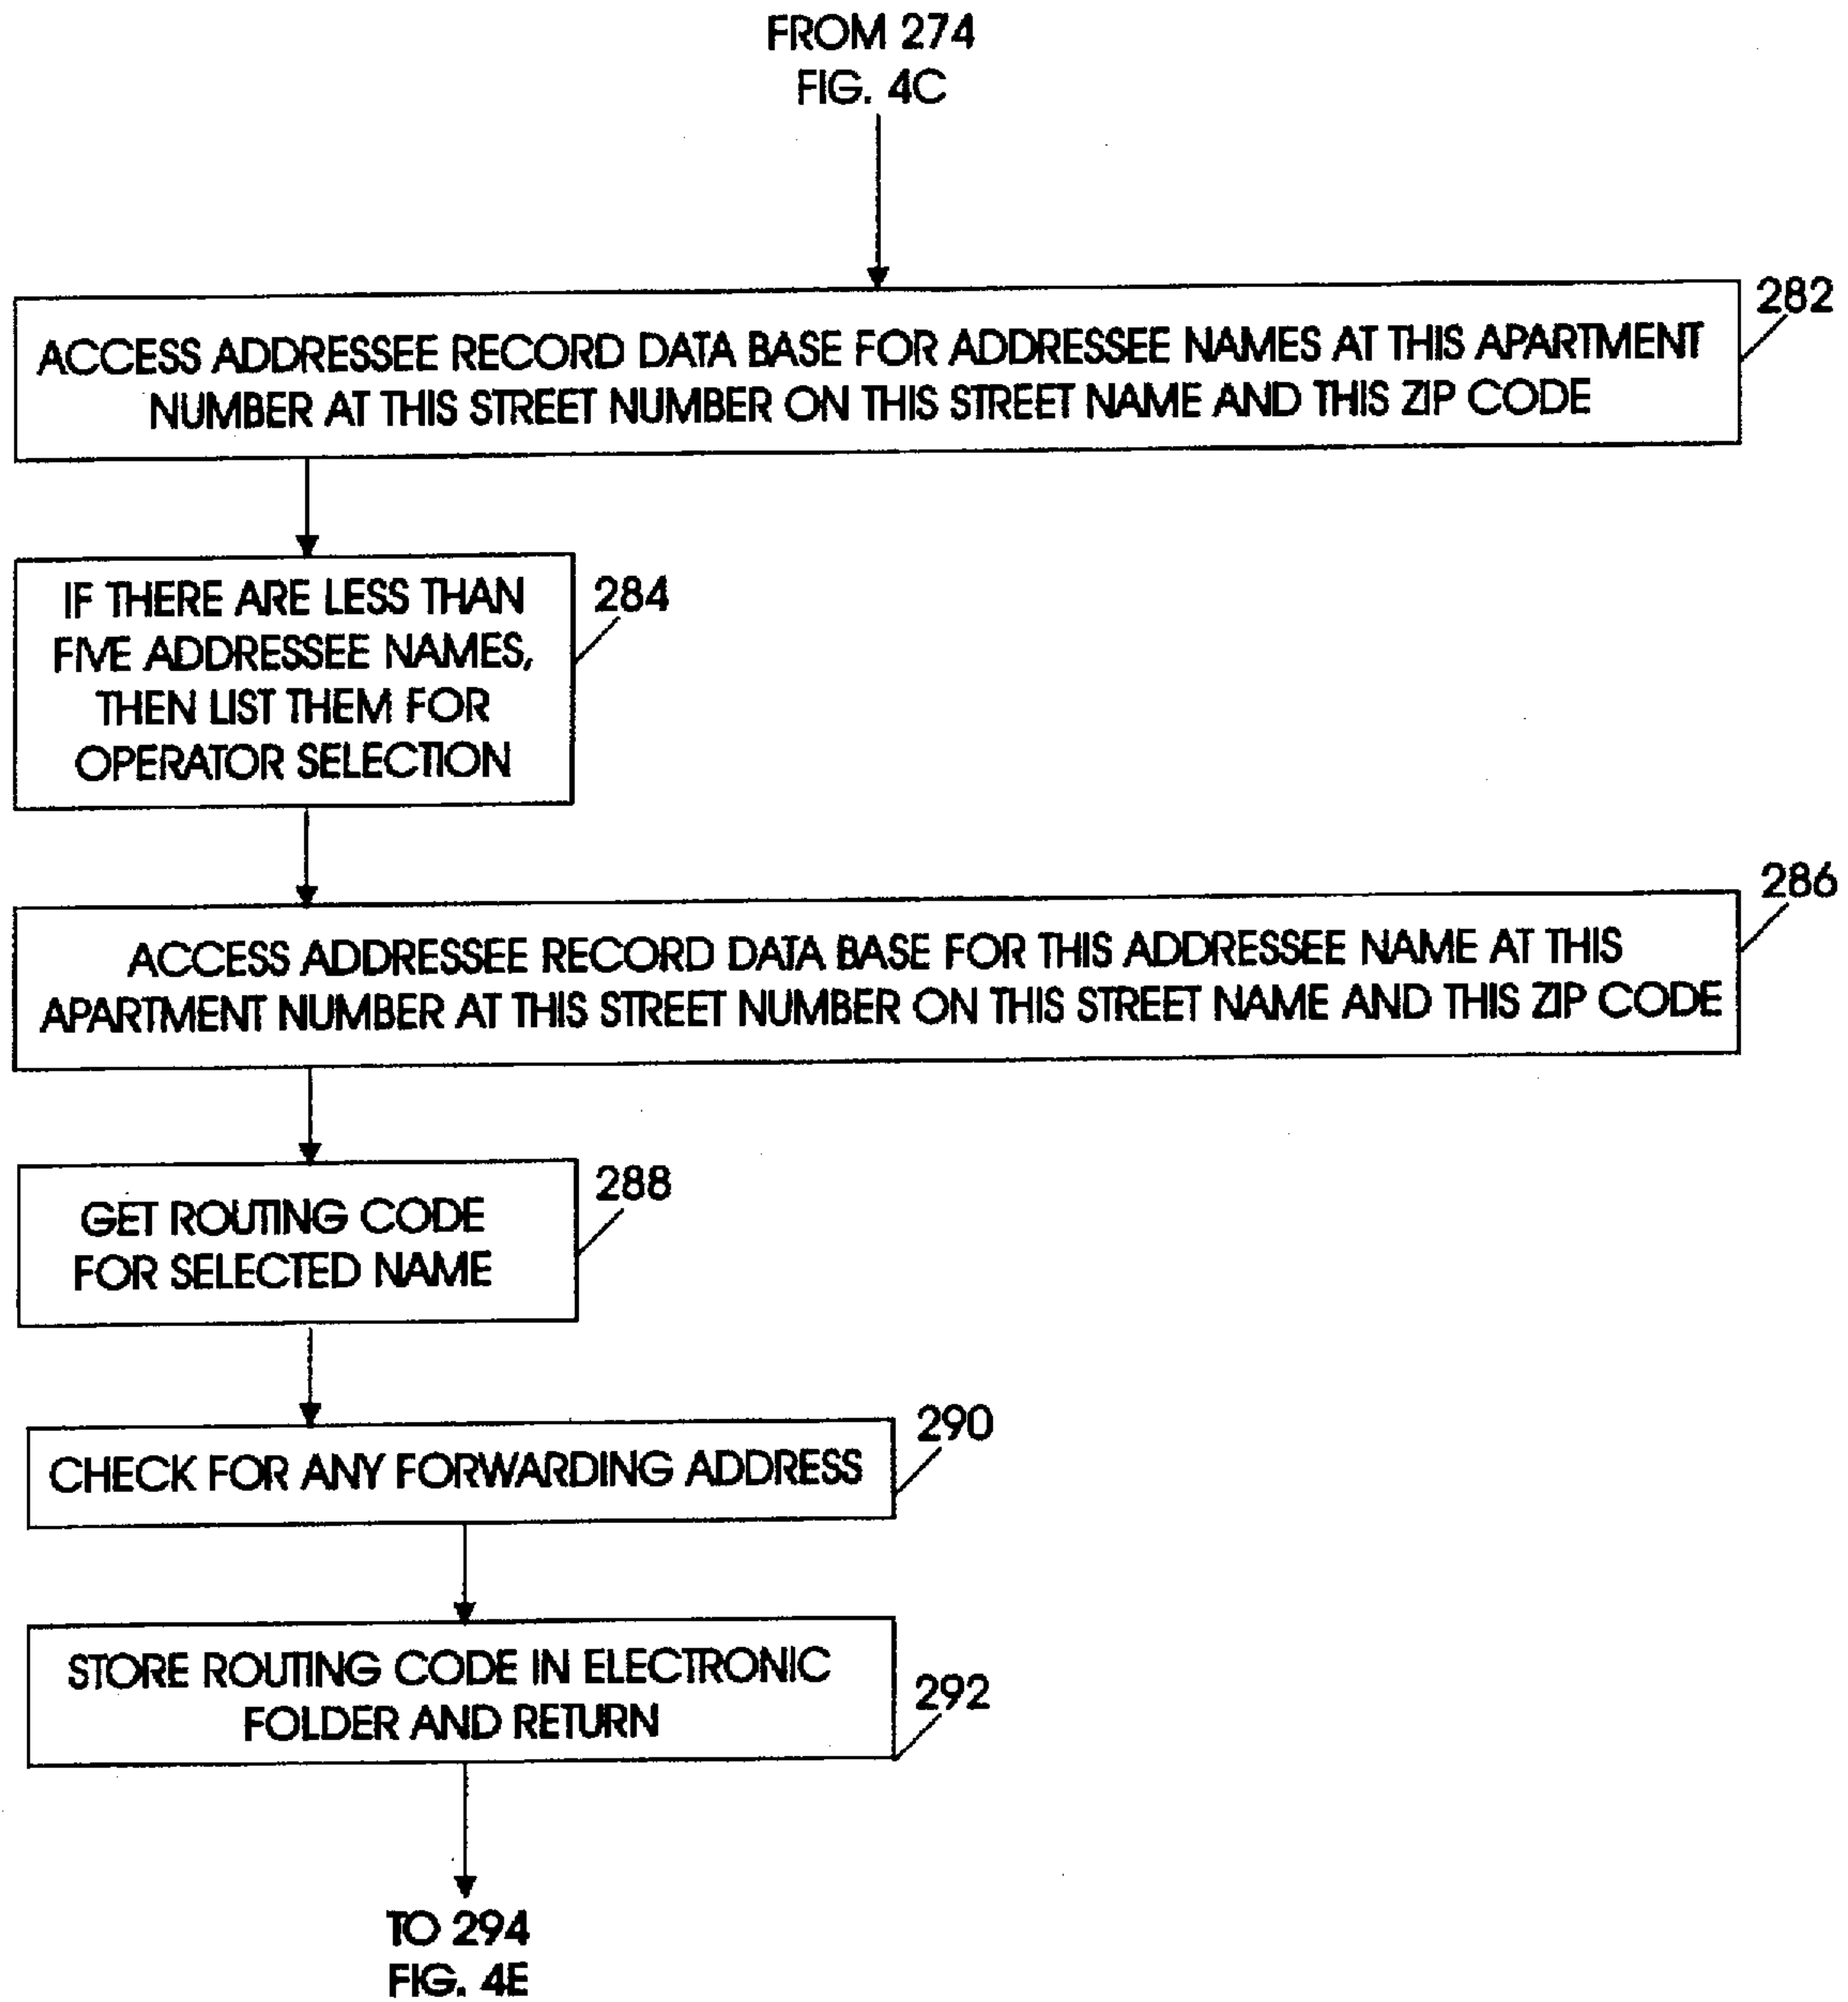 FROM 274
FIG. 4C
282
ACCESS ADDRESSEE RECORD DATA BASE FOR ADDRESSEE NAMES AT THIS APARTMENT
NUMBER AT THIS STREET NUMBER ON THIS STREET NAME AND THIS ZIP CODE
284
IF THERE ARE LESS THAN
FIVE ADDRESSEE NAMES,
THEN LIST THEM FOR
OPERATOR SELECTION
286
ACCESS ADDRESSEE RECORD DATA BASE FOR THIS ADDRESSEE NAME AT THIS
APARTMENT NUMBER AT THIS STREET NUMBER ON THIS STREET NAME AND THIS ZIP CODE
288
GET ROUTING CODE
FOR SELECTED NAME
290
CHECK FOR ANY FORWARDING ADDRESS
STORE ROUTING CODE IN ELECTRONIC
FOLDER AND RETURN
292
TO 294
FIG. 4E